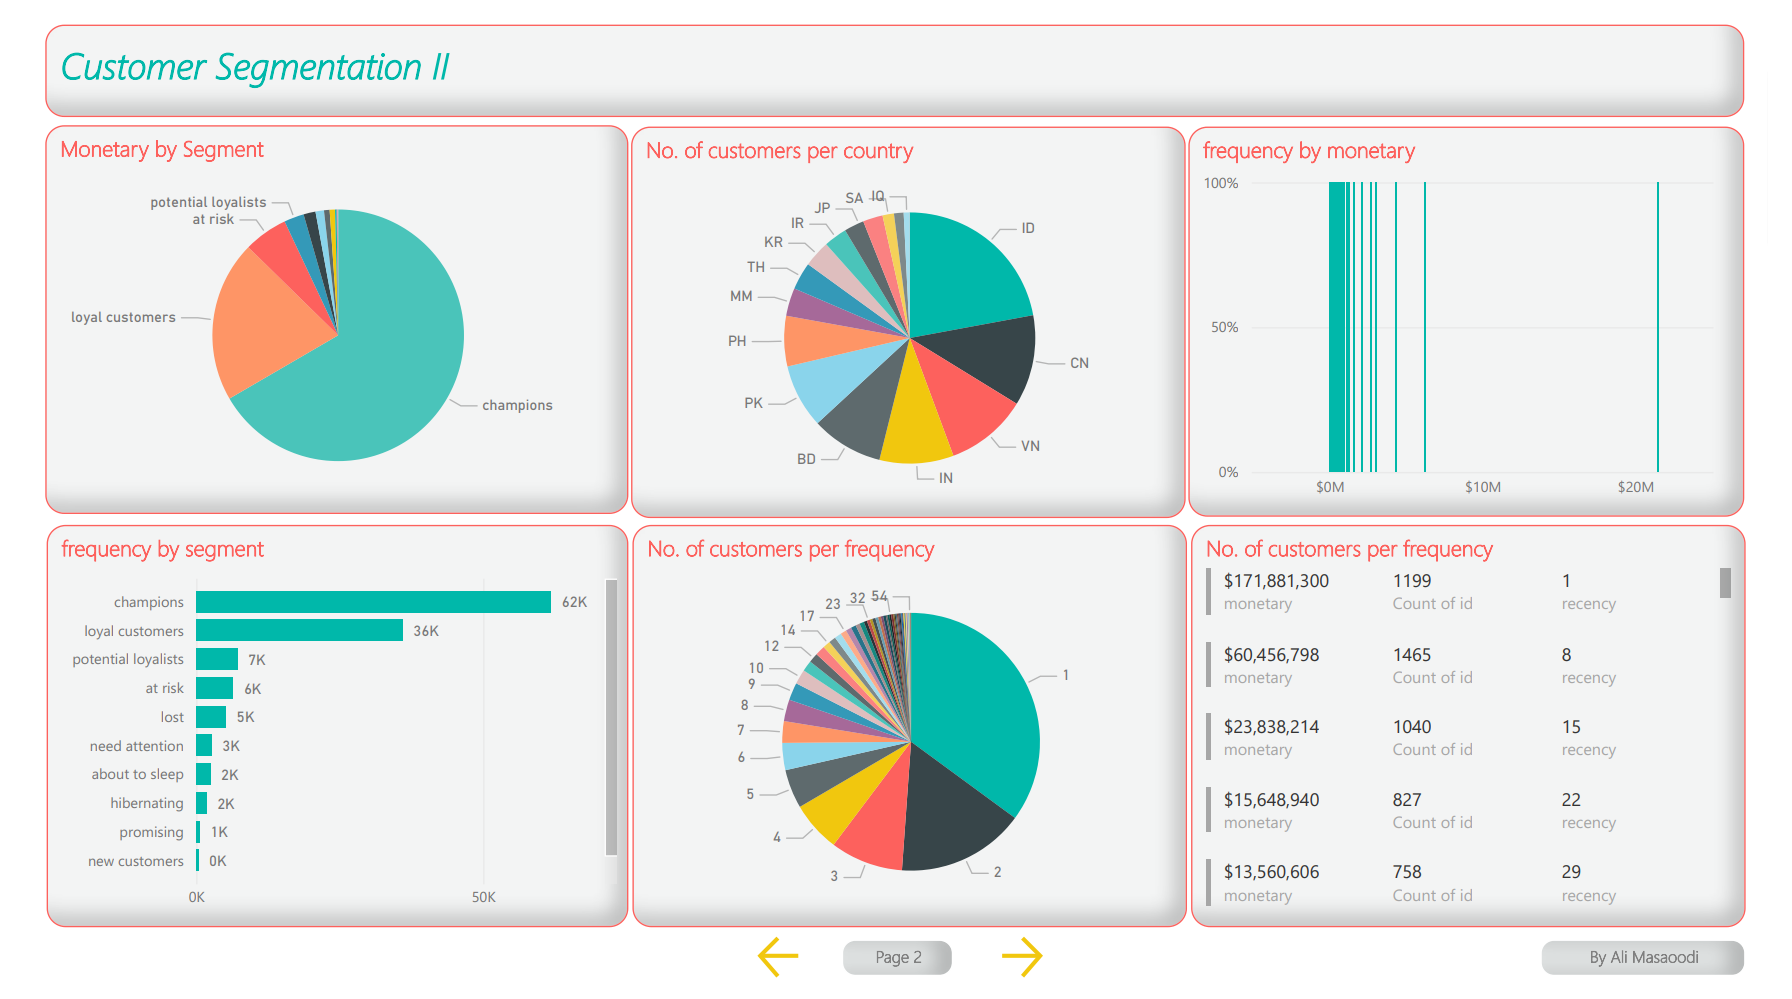 Customer Segmentation II
Monetary by Segment
potential loyalists
at risk
loyal customers
champions
No. of customers per country
IQ
SA
JP
IR
KR
TH
MM
PH
PK
BD
IN
VN
CN
ID
frequency by monetary
100%
50%
0%
$0M $10M $20M
frequency by segment
champions 62K
loyal customers 36K
potential loyalists 7K
at risk 6K
lost 5K
need attention 3K
about to sleep 2K
hibernating 2K
promising 1K
new customers 0K
0K 50K
No. of customers per frequency
54
32
23
17
14
12
10
9
8
7
6
5
4
3
2
1
No. of customers per frequency
$171,881,300 1199 1
monetary Count of id recency
$60,456,798 1465 8
monetary Count of id recency
$23,838,214 1040 15
monetary Count of id recency
$15,648,940 827 22
monetary Count of id recency
$13,560,606 758 29
monetary Count of id recency
Page 2
By Ali Masaoodi